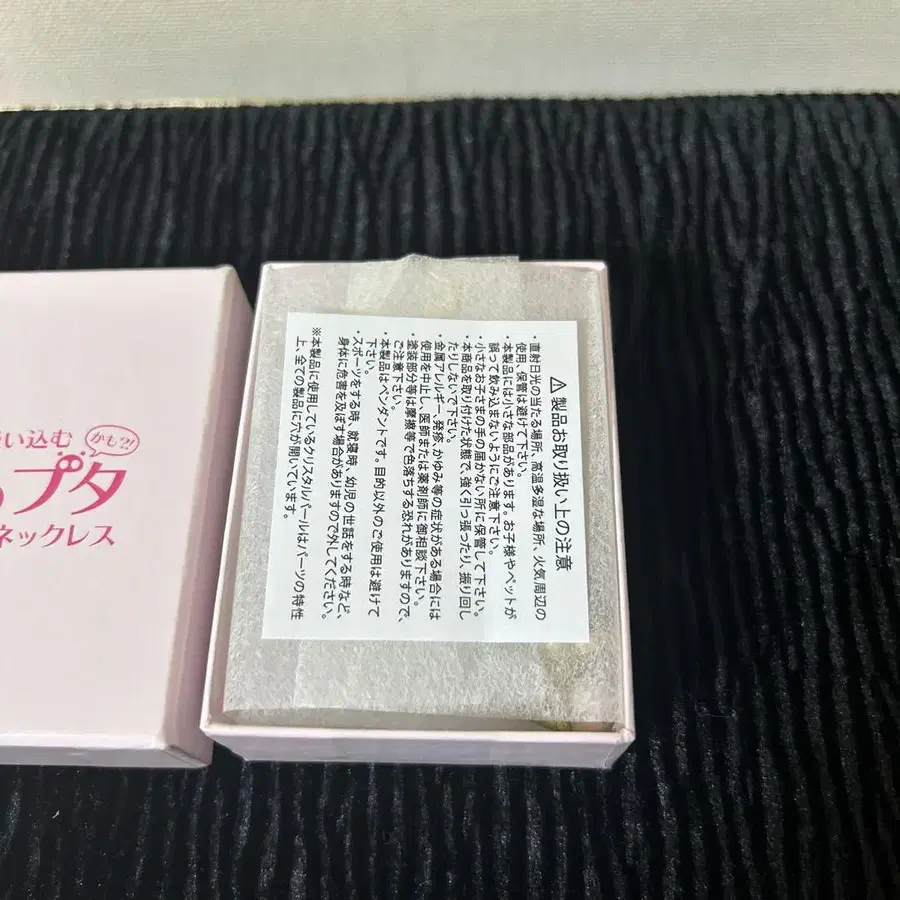 い込む
かも?!
プタ
ネックレス
⚠ 製品お取り扱い上の注意
・直射日光の当たる場所、高温多湿な場所、火気周辺の
使用、保管は避けて下さい。
・本製品には小さな部品があります。お子様やペットが
誤って飲み込まないようにご注意下さい。
・小さなお子さまの手の届かない所に保管して下さい。
・本商品を取り付けた状態で、強く引っ張ったり、振り回し
たりしないで下さい。
・金属アレルギー、発疹、かゆみ等の症状がある場合には
使用を中止し、医師または薬剤師に御相談下さい。
・塗装部分等は摩擦等で色落ちする恐れがありますので、
ご注意下さい。
・本製品はペンダントです。目的以外のご使用は避けて
下さい。
・スポーツをする時、就寝時、幼児の世話をする時など、
身体に危害を及ぼす場合がありますので外してください。
※本製品に使用しているクリスタルパールはパーツの特性
上、全ての製品に穴が開いています。